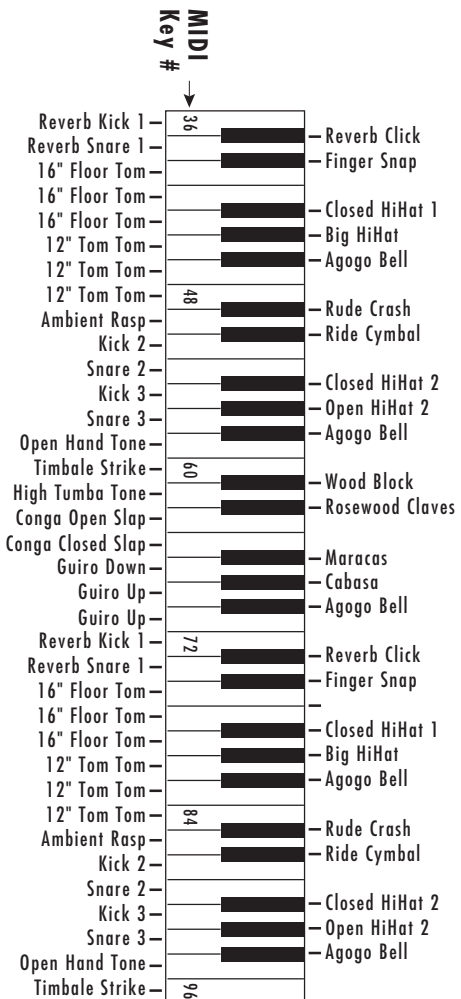 MIDI
Key #
36
Reverb Kick 1
Reverb Click
Reverb Snare 1
Finger Snap
16" Floor Tom
16" Floor Tom
Closed HiHat 1
16" Floor Tom
Big HiHat
12" Tom Tom
Agogo Bell
12" Tom Tom
12" Tom Tom
48
Rude Crash
Ambient Rasp
Ride Cymbal
Kick 2
Snare 2
Closed HiHat 2
Kick 3
Open HiHat 2
Snare 3
Agogo Bell
Open Hand Tone
Timbale Strike
60
Wood Block
High Tumba Tone
Rosewood Claves
Conga Open Slap
Conga Closed Slap
Maracas
Guiro Down
Cabasa
Guiro Up
Agogo Bell
Guiro Up
Reverb Kick 1
72
Reverb Click
Reverb Snare 1
Finger Snap
16" Floor Tom
16" Floor Tom
Closed HiHat 1
16" Floor Tom
Big HiHat
12" Tom Tom
Agogo Bell
12" Tom Tom
12" Tom Tom
84
Rude Crash
Ambient Rasp
Ride Cymbal
Kick 2
Snare 2
Closed HiHat 2
Kick 3
Open HiHat 2
Snare 3
Agogo Bell
Open Hand Tone
Timbale Strike
96